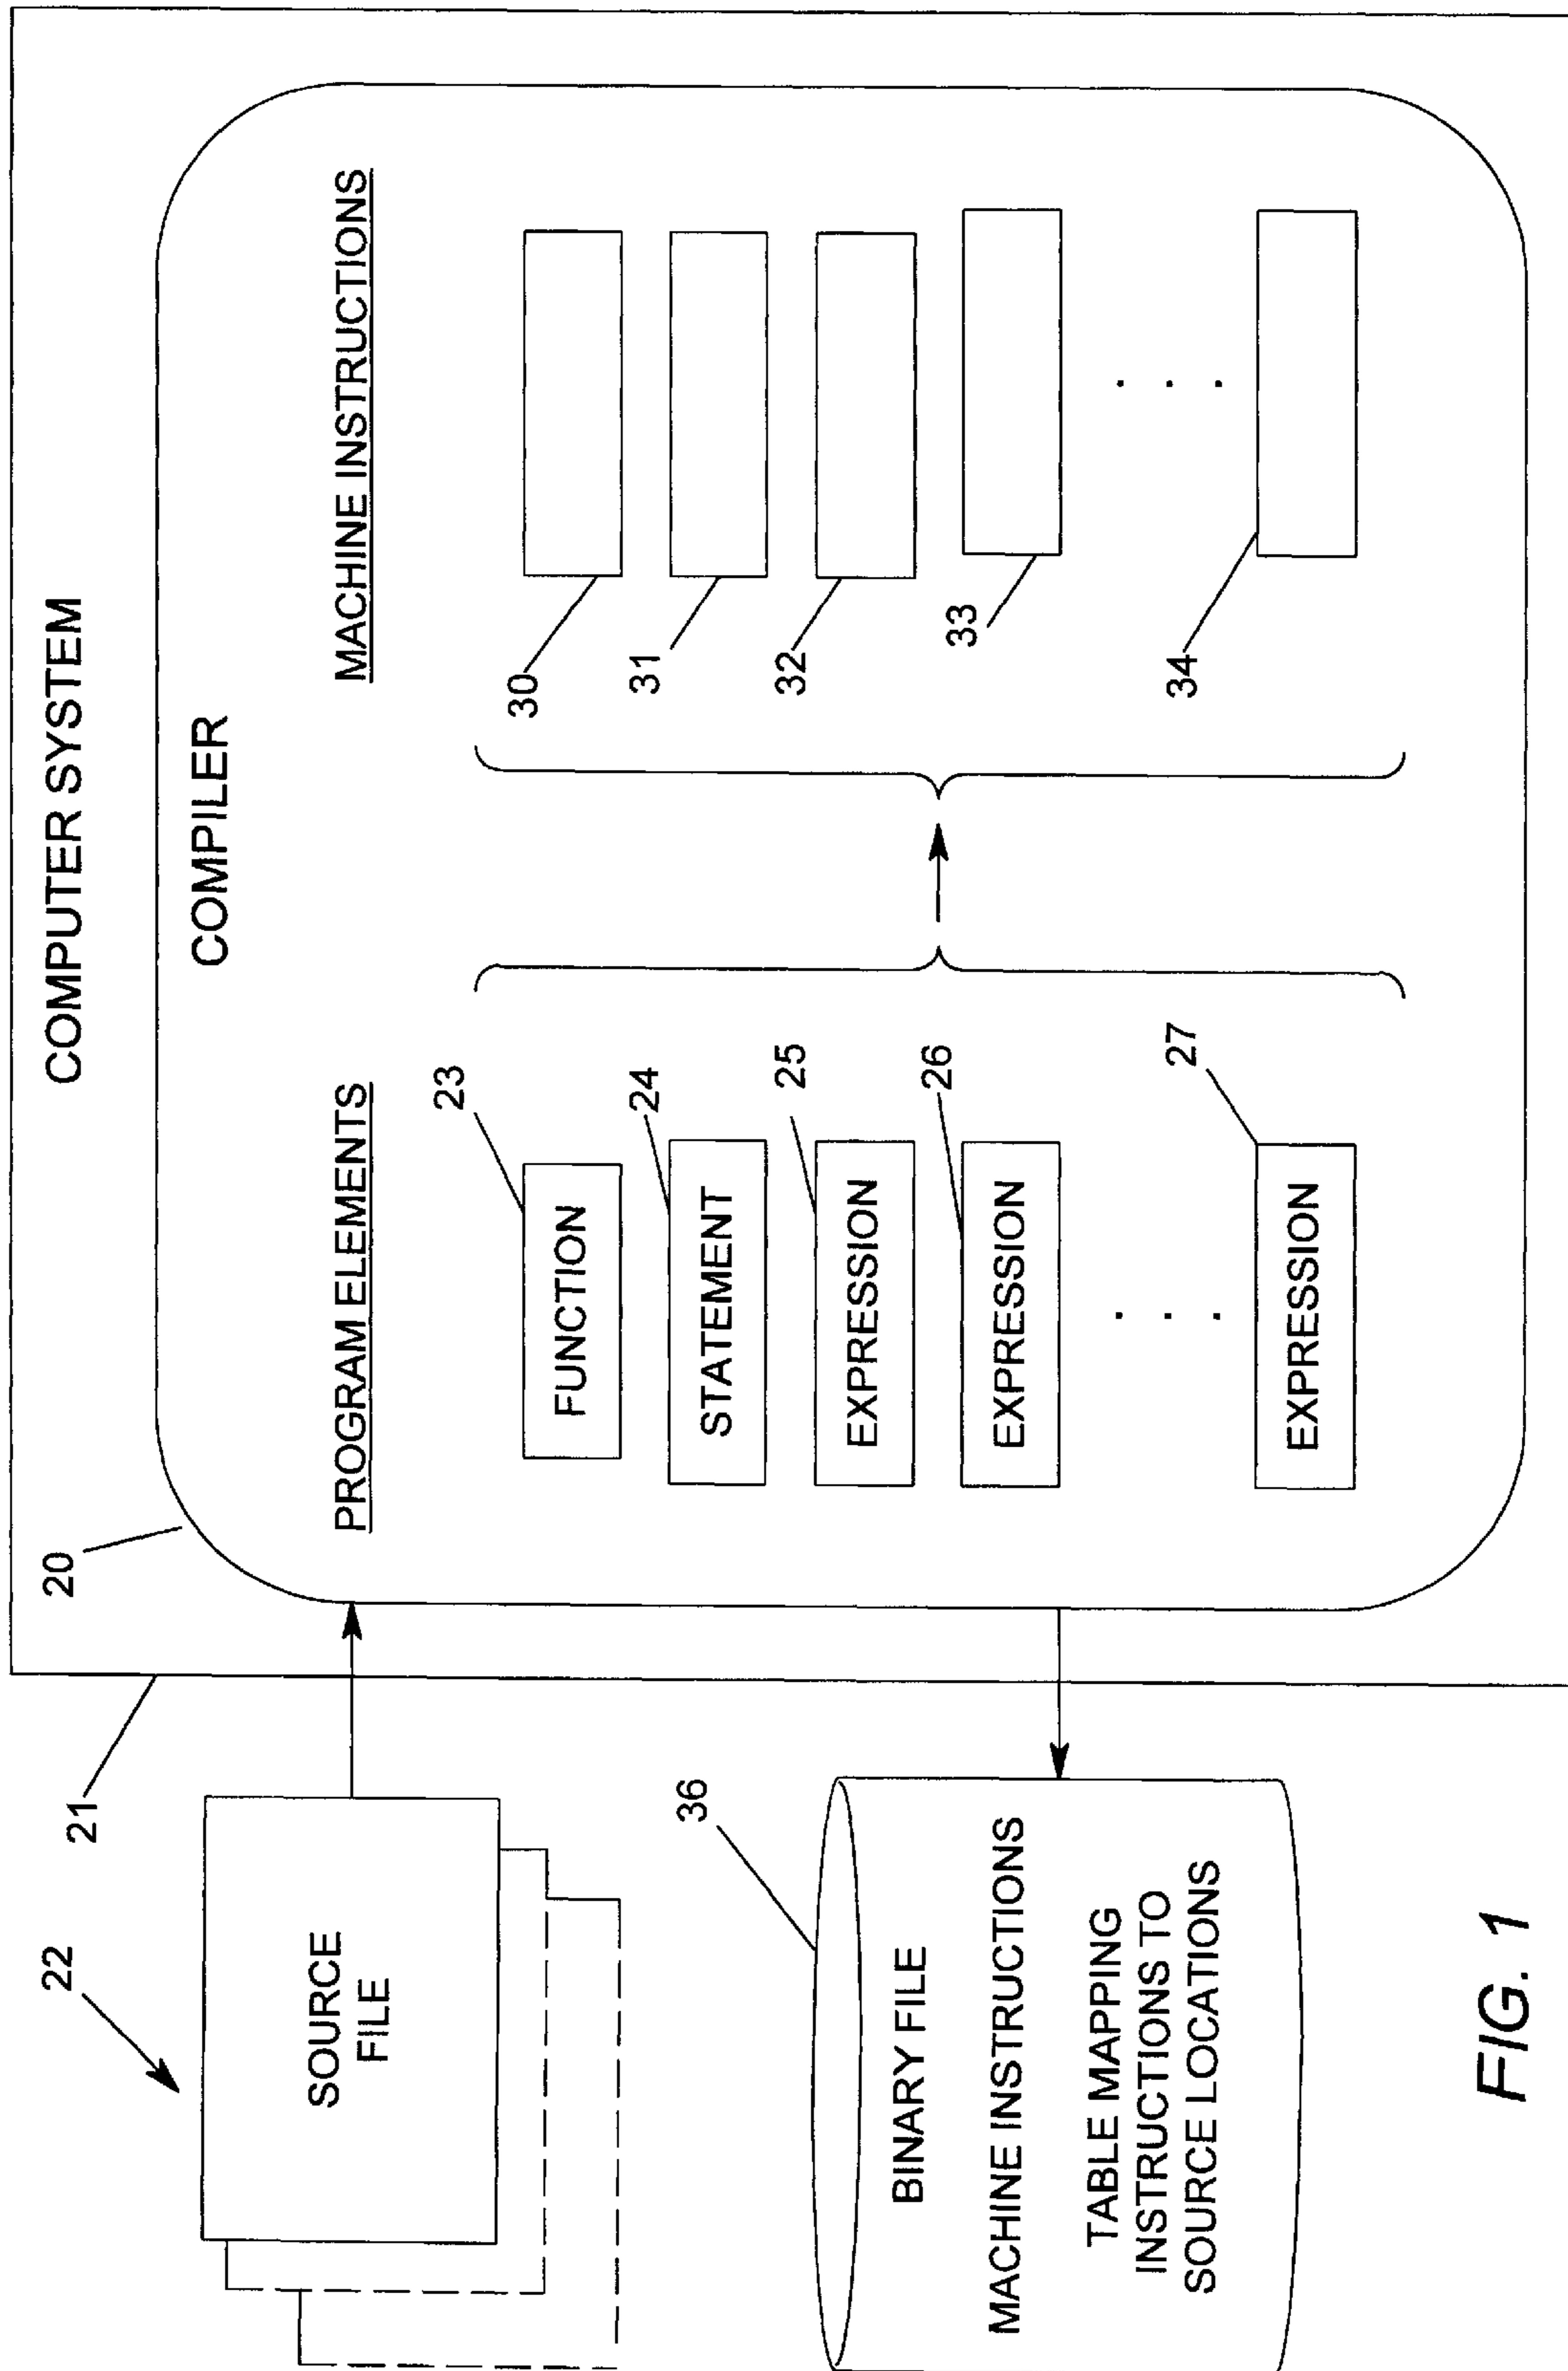 COMPUTER SYSTEM
21
20
COMPILER
22
SOURCE
FILE
PROGRAM ELEMENTS
MACHINE INSTRUCTIONS
23
FUNCTION
30
24
STATEMENT
31
25
EXPRESSION
32
26
EXPRESSION
33
. . .
. . .
27
EXPRESSION
34
36
BINARY FILE
MACHINE INSTRUCTIONS
TABLE MAPPING
INSTRUCTIONS TO
SOURCE LOCATIONS
FIG. 1